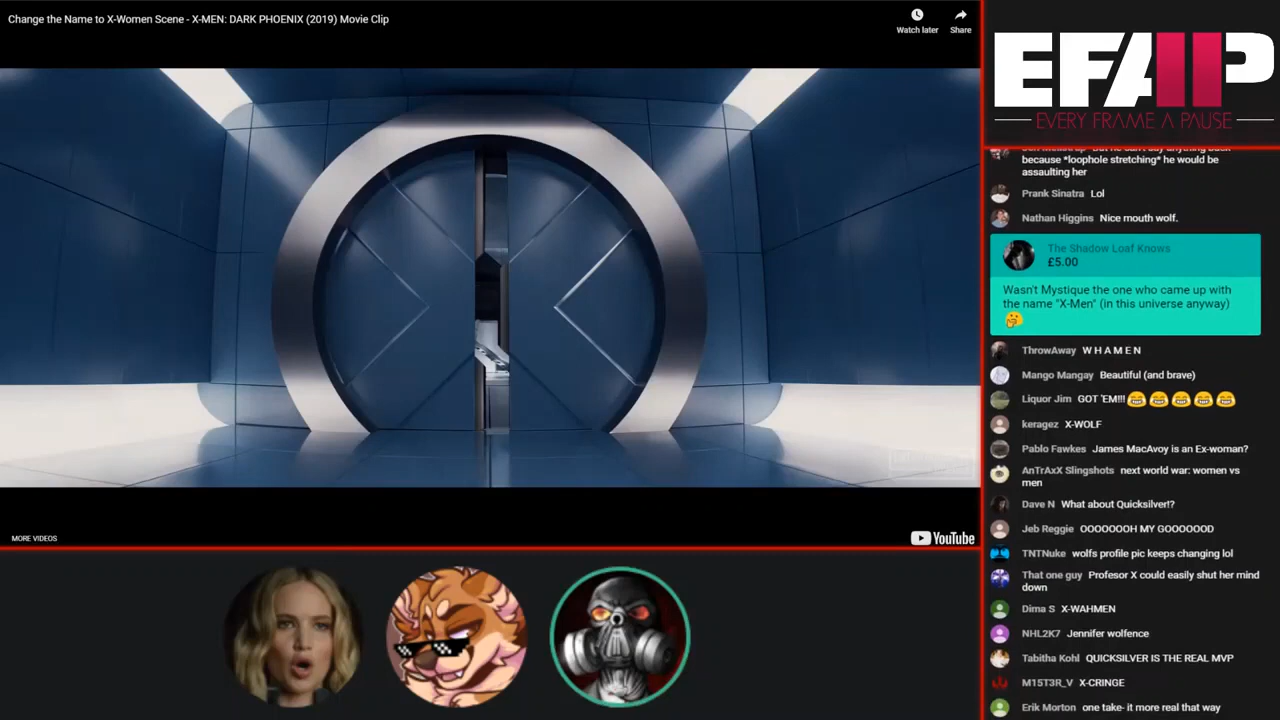 Change the Name to X-Women Scene - X-MEN: DARK PHOENIX (2019) Movie Clip
Watch later
Share
MORE VIDEOS
YouTube
EFAP
EVERY FRAME A PAUSE
because *loophole stretching* he would be
assaulting her
Prank Sinatra Lol
Nathan Higgins Nice mouth wolf.
The Shadow Loaf Knows
£5.00
Wasn't Mystique the one who came up with
the name "X-Men" (in this universe anyway)
🤔
ThrowAway W H A M E N
Mango Mangay Beautiful (and brave)
Liquor Jim GOT 'EM!!! 😂😂😂😂😂
keragez X-WOLF
Pablo Fawkes James MacAvoy is an Ex-woman?
AnTrAxX Slingshots next world war: women vs
men
Dave N What about Quicksilver!?
Jeb Reggie OOOOOOOH MY GOOOOOOD
TNTNuke wolfs profile pic keeps changing lol
That one guy Profesor X could easily shut her mind
down
Dima S X-WAHMEN
NHL2K7 Jennifer wolfence
Tabitha Kohl QUICKSILVER IS THE REAL MVP
M15T3R_V X-CRINGE
Erik Morton one take- it more real that way